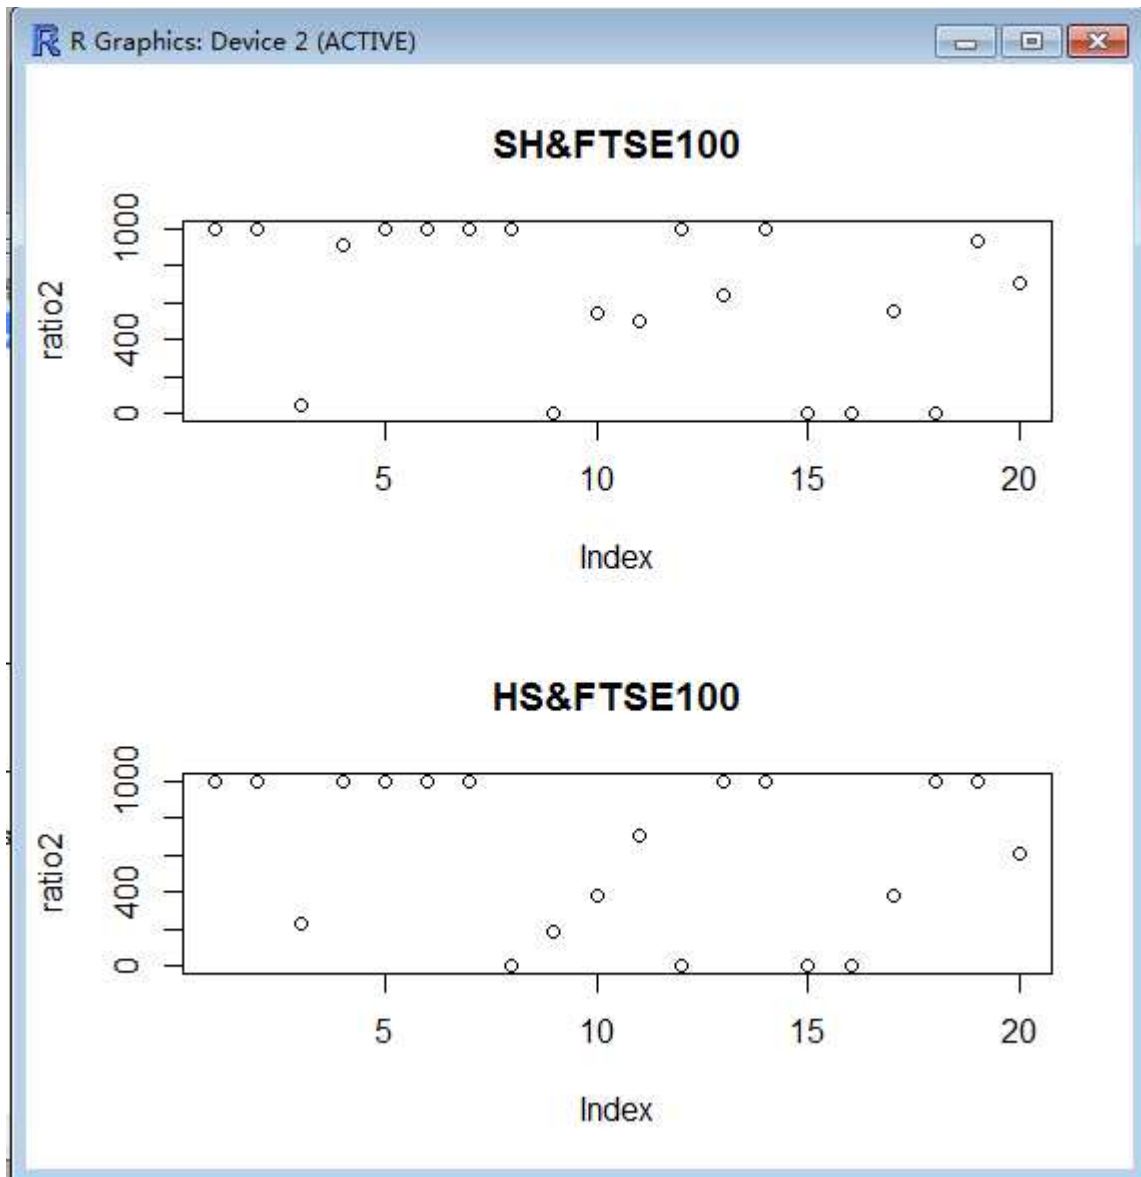 R R Graphics: Device 2 (ACTIVE)
SH&FTSE100
ratio2
1000
400
0
5 10 15 20
Index
HS&FTSE100
ratio2
1000
400
0
5 10 15 20
Index